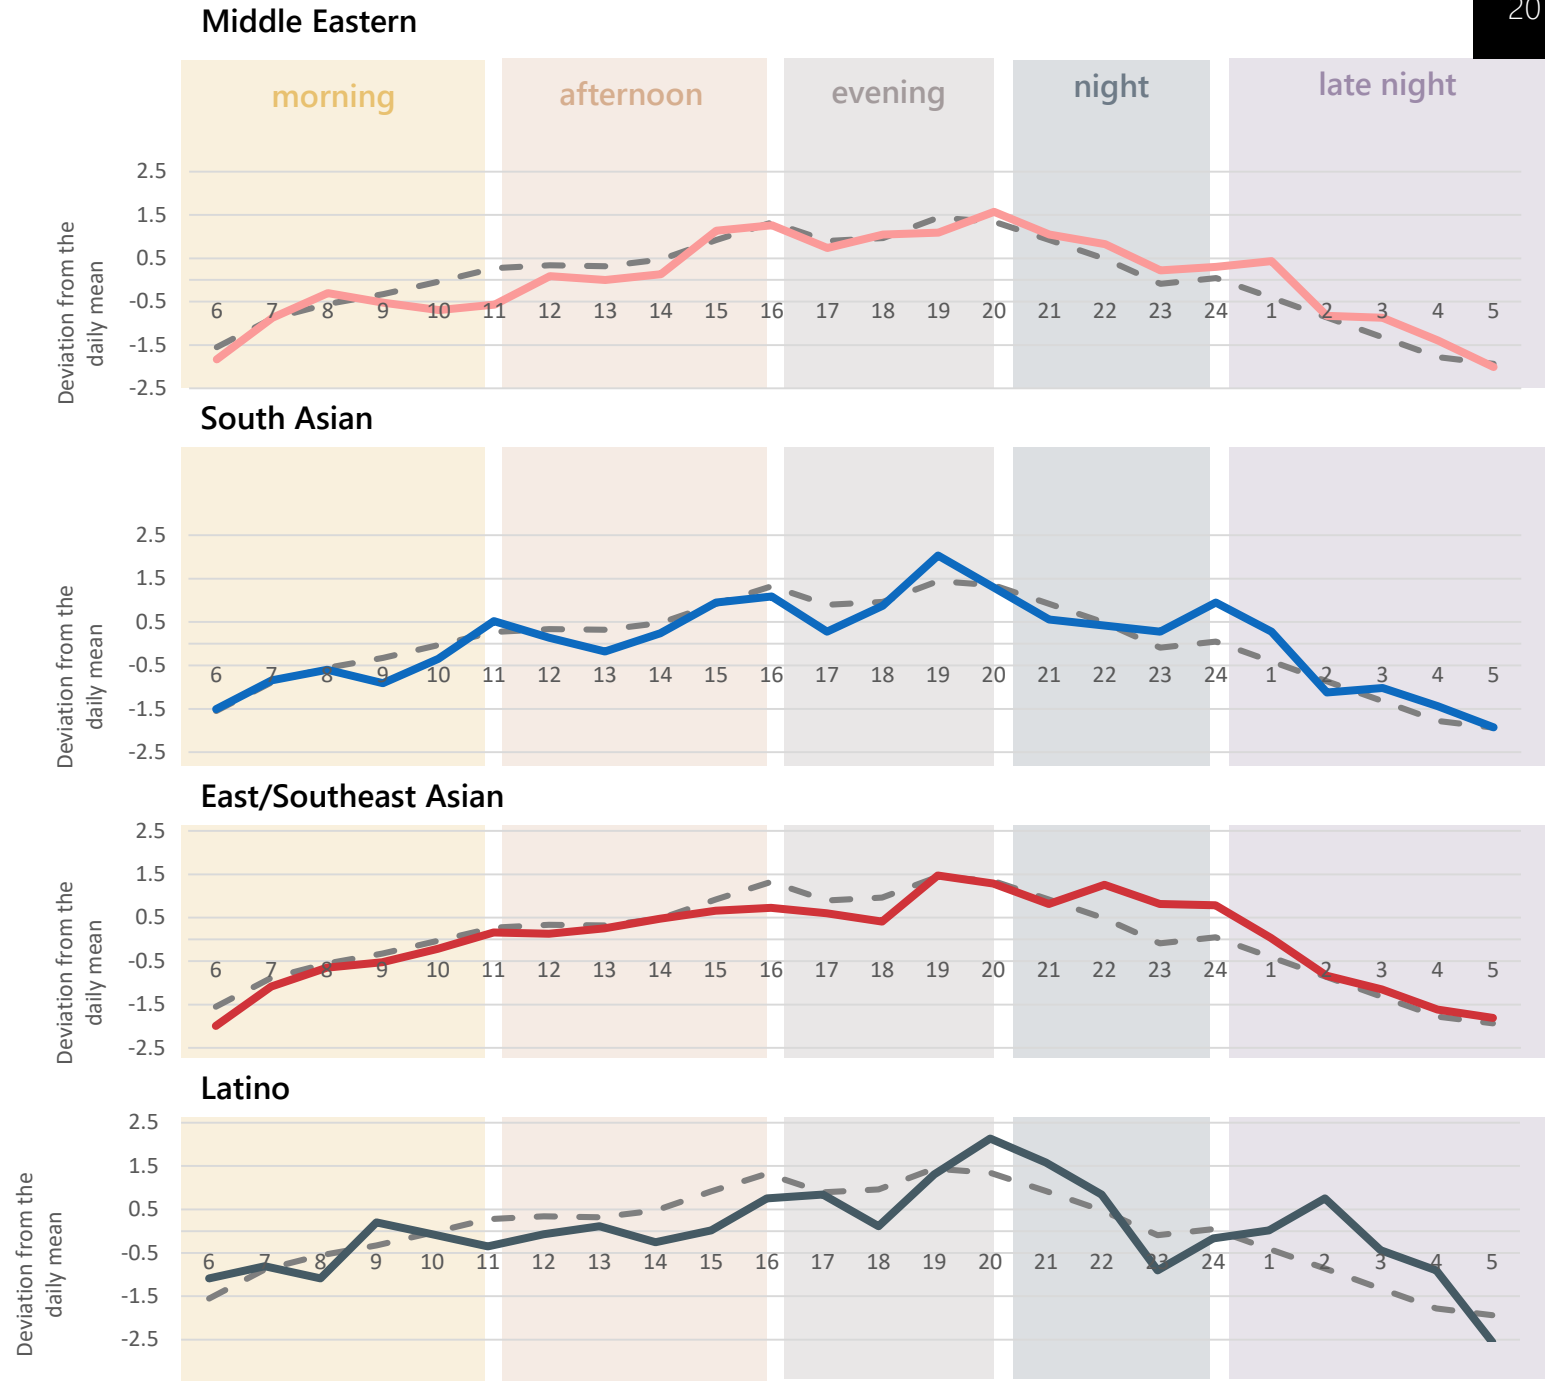 20
Middle Eastern
morning
afternoon
evening
night
late night
2.5
1.5
0.5
-0.5
-1.5
-2.5
Deviation from the
daily mean
6 7 8 9 10 11 12 13 14 15 16 17 18 19 20 21 22 23 24 1 2 3 4 5
South Asian
2.5
1.5
0.5
-0.5
-1.5
-2.5
Deviation from the
daily mean
6 7 8 9 10 11 12 13 14 15 16 17 18 19 20 21 22 23 24 1 2 3 4 5
East/Southeast Asian
2.5
1.5
0.5
-0.5
-1.5
-2.5
Deviation from the
daily mean
6 7 8 9 10 11 12 13 14 15 16 17 18 19 20 21 22 23 24 1 2 3 4 5
Latino
2.5
1.5
0.5
-0.5
-1.5
-2.5
Deviation from the
daily mean
6 7 8 9 10 11 12 13 14 15 16 17 18 19 20 21 22 23 24 1 2 3 4 5